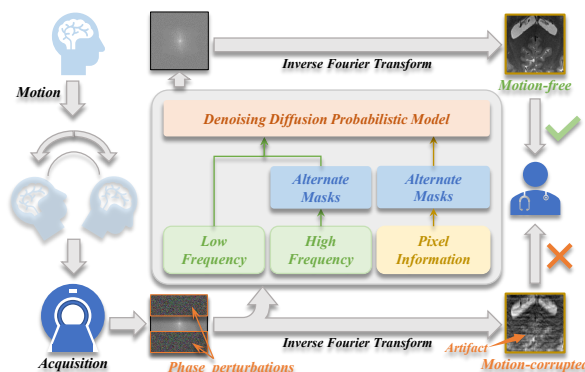 Inverse Fourier Transform
Motion
Motion-free
Denoising Diffusion Probabilistic Model
Alternate
Masks
Alternate
Masks
Low
Frequency
High
Frequency
Pixel
Information
Acquisition
Phase perturbations
Inverse Fourier Transform
Artifact
Motion-corrupted